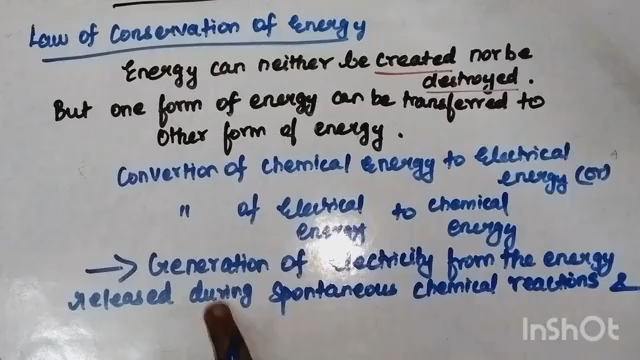 Law of Conservation of Energy
Energy can neither be created nor be
destroyed.
But one form of energy can be transferred to
Other form of energy.
Convertion of chemical Energy to Electrical
energy (or)
" of Electrical to chemical
energy energy
→ Generation of Electricity from the energy
released during Spontaneous chemical reactions &
InShOt